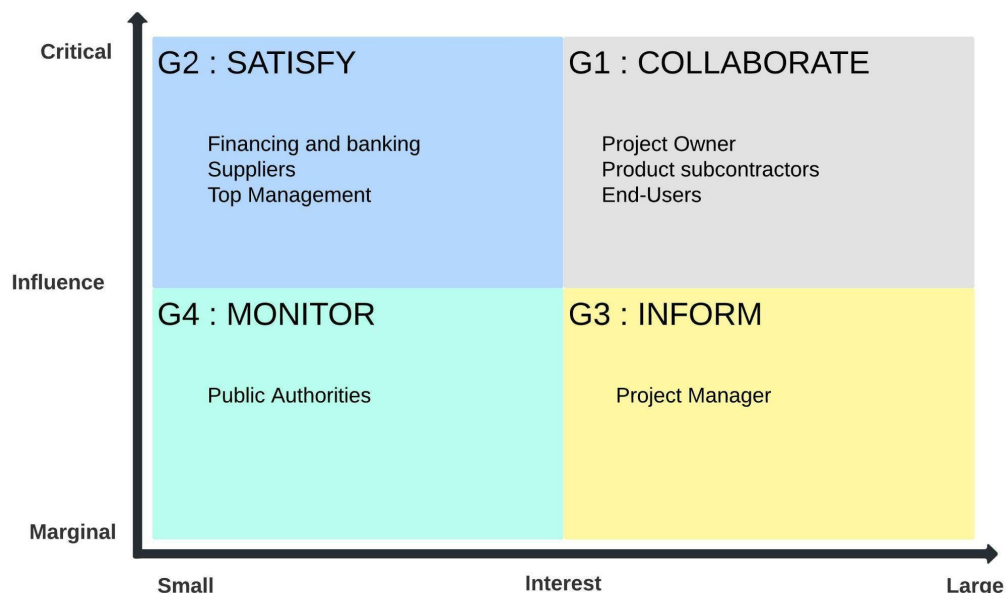 Critical
G2 : SATISFY
G1 : COLLABORATE
Financing and banking
Suppliers
Top Management
Project Owner
Product subcontractors
End-Users
Influence
G4 : MONITOR
G3 : INFORM
Public Authorities
Project Manager
Marginal
Small
Interest
Large